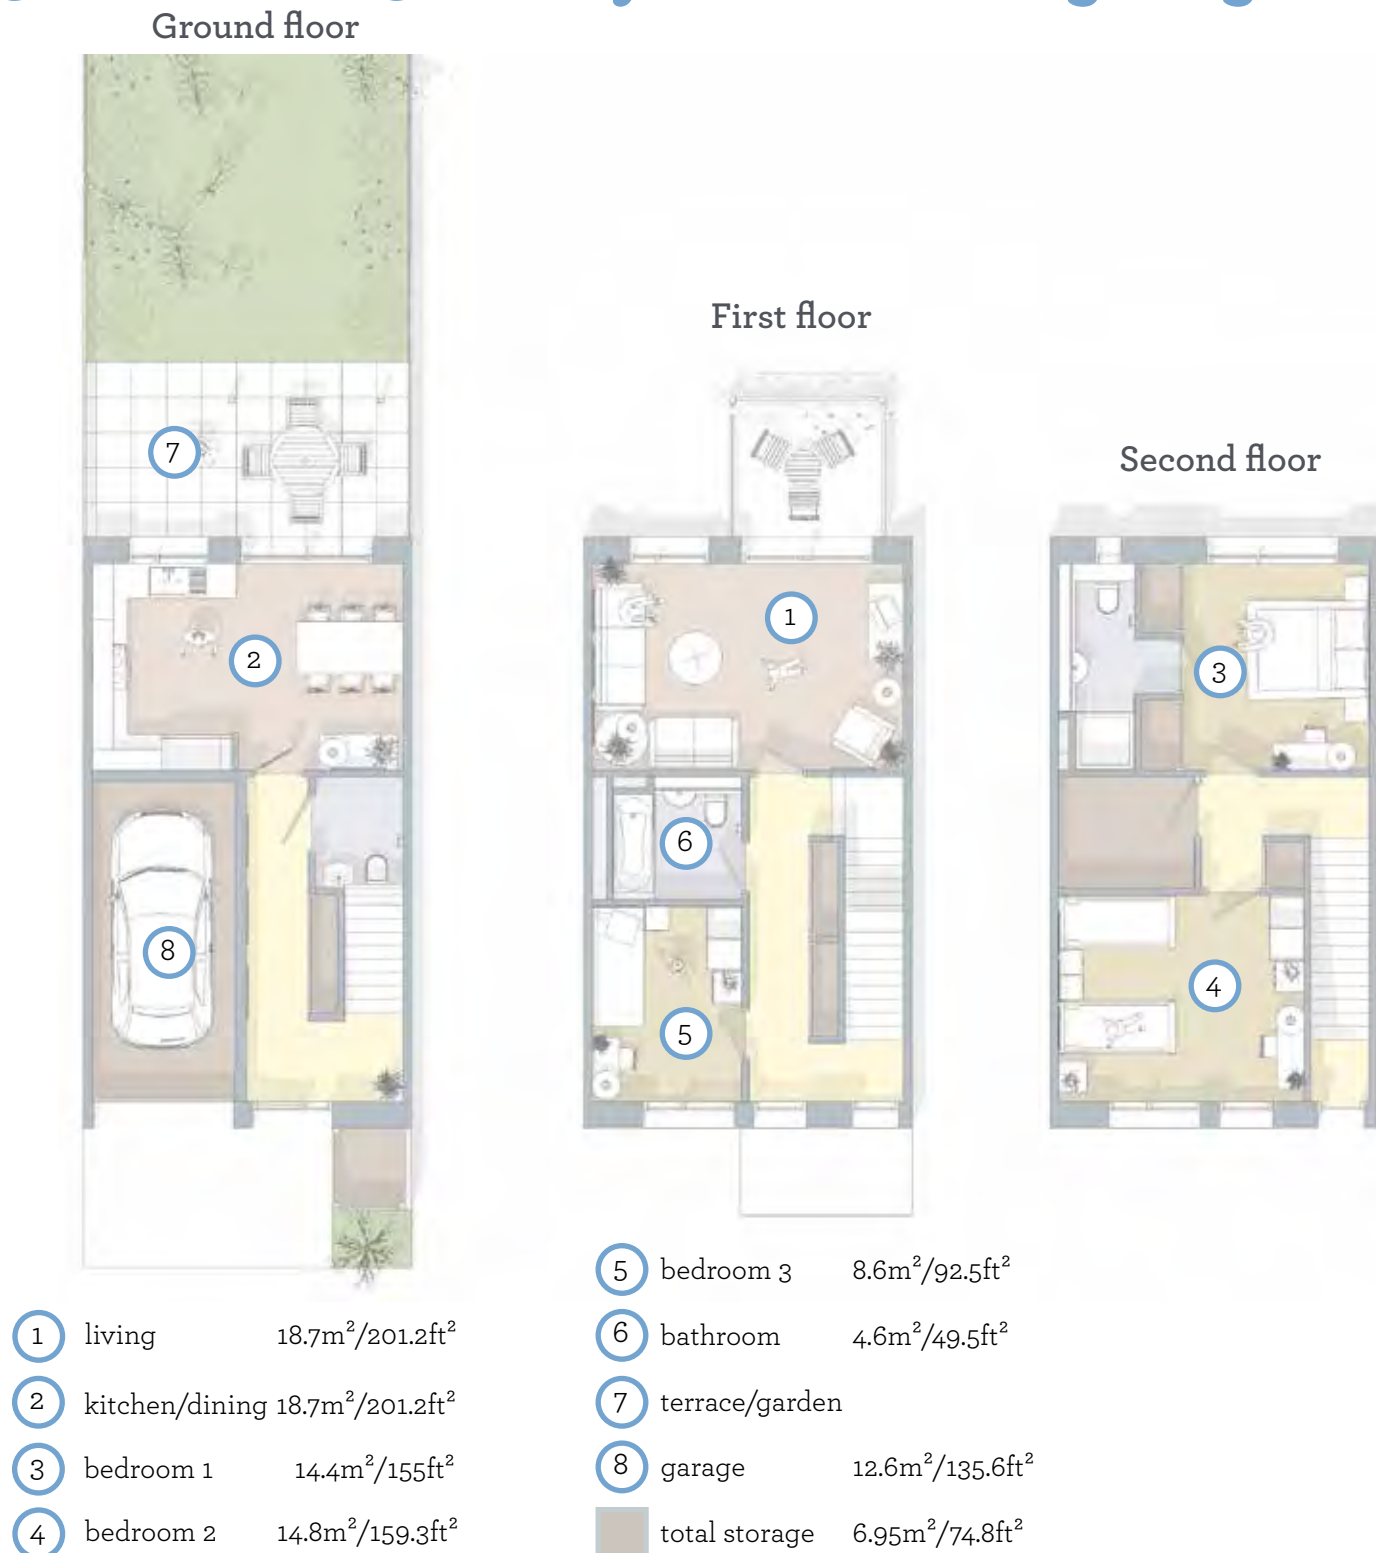 Ground floor
First floor
Second floor
7
1
2
3
6
8
4
5
1 living 18.7m²/201.2ft²
2 kitchen/dining 18.7m²/201.2ft²
3 bedroom 1 14.4m²/155ft²
4 bedroom 2 14.8m²/159.3ft²
5 bedroom 3 8.6m²/92.5ft²
6 bathroom 4.6m²/49.5ft²
7 terrace/garden
8 garage 12.6m²/135.6ft²
total storage 6.95m²/74.8ft²